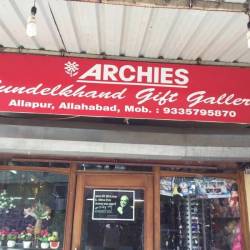 ARCHIES
undelkhand Gift Galler
Allapur, Allahabad, Mob. : 9335795870